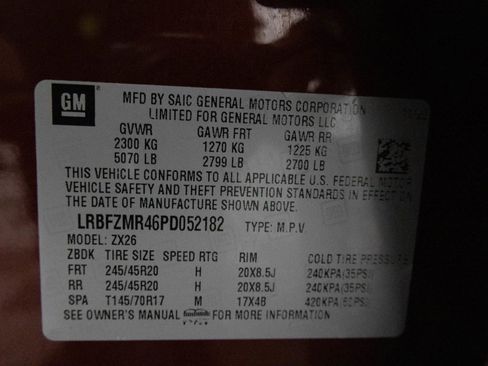 GM
MFD BY SAIC GENERAL MOTORS CORPORATION
LIMITED FOR GENERAL MOTORS LLC
GVWR GAWR FRT GAWR RR
2300 KG 1270 KG 1225 KG
5070 LB 2799 LB 2700 LB
THIS VEHICLE CONFORMS TO ALL APPLICABLE U.S. FEDERAL MOTOR
VEHICLE SAFETY AND THEFT PREVENTION STANDARDS IN EFFECT ON
THE DATE OF MANUFACTURE SHOWN ABOVE.
LRBFZMR46PD052182 TYPE: M.P.V.
MODEL: ZX26
ZBDK TIRE SIZE SPEED RTG RIM COLD TIRE PRESSURE
FRT 245/45R20 H 20X8.5J 240KPA(35PSI)
RR 245/45R20 H 20X8.5J 240KPA(35PSI)
SPA T145/70R17 M 17X4B 420KPA(60PSI)
SEE OWNER'S MANUAL FOR MORE INFORMATION